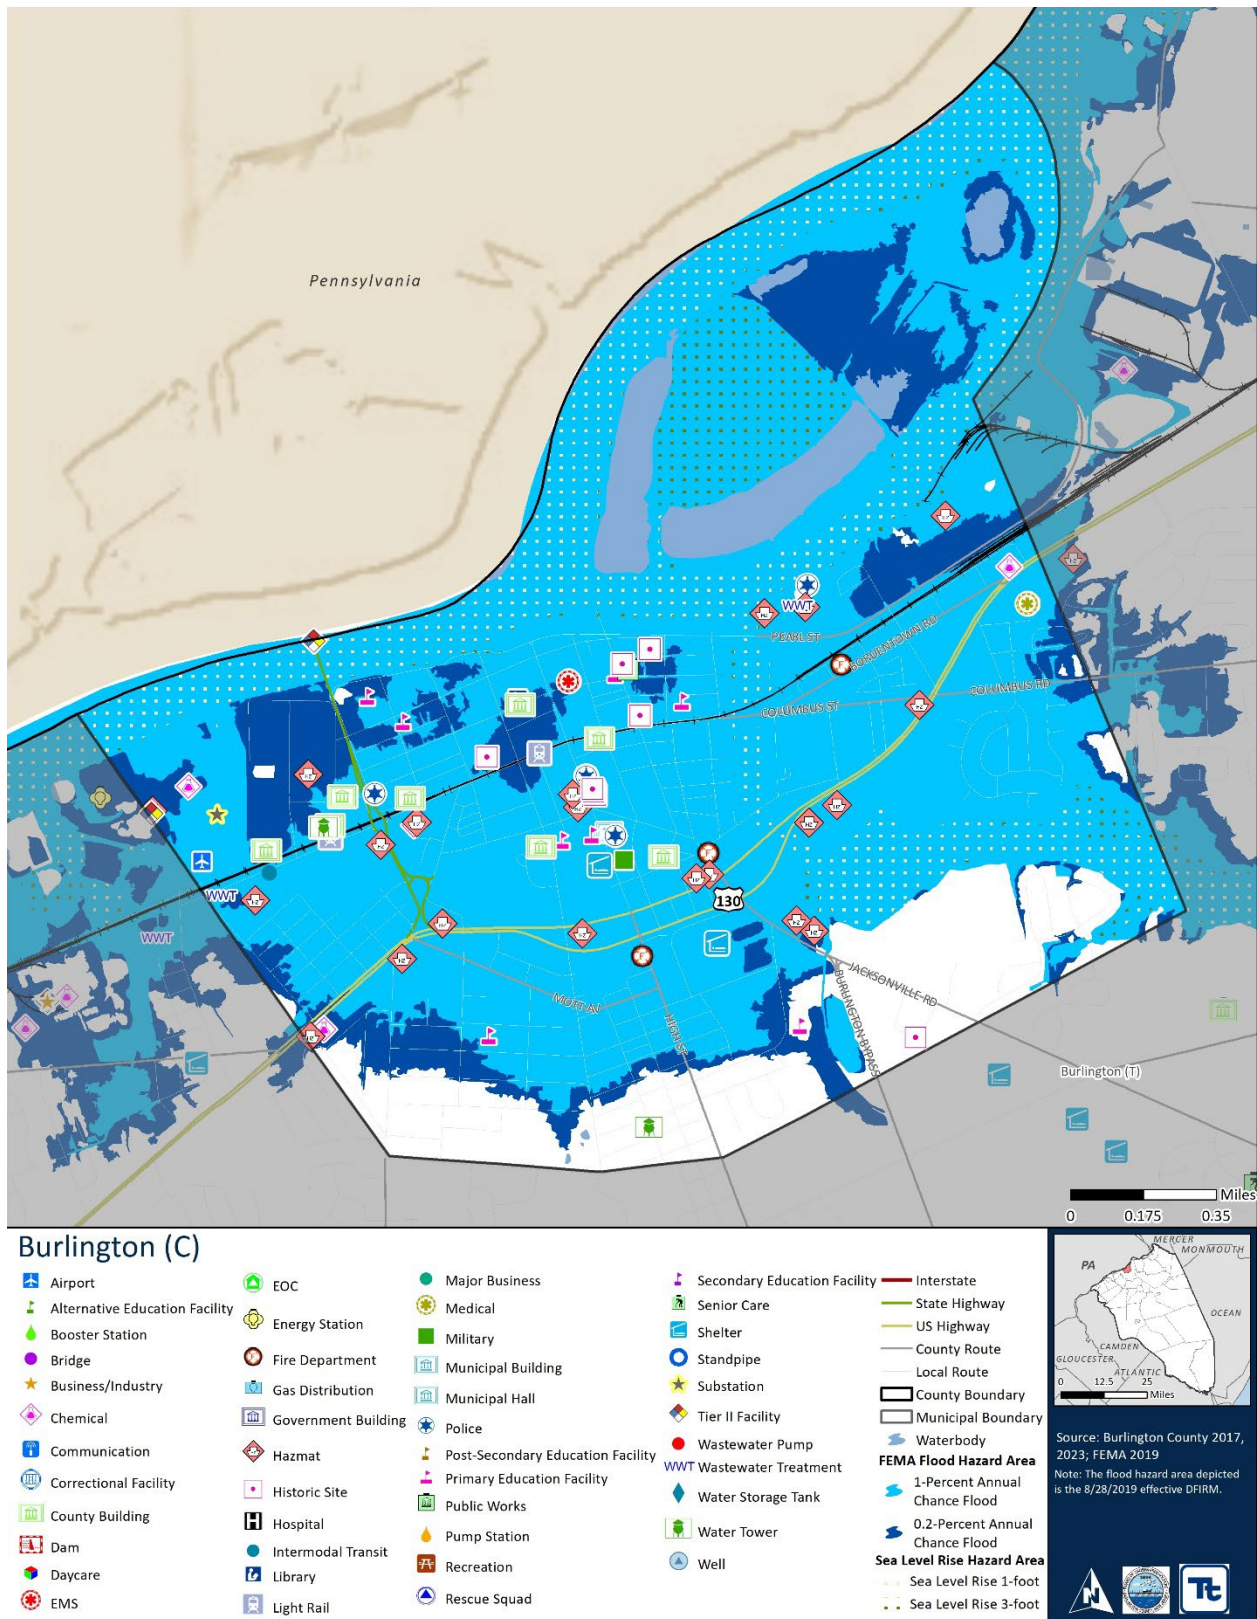 Pennsylvania
PEARL ST
BORDENTOWN RD
COLUMBUS RD
COLUMBUS ST
WWT
WWT
WWT
130
MOTT AV
HIGH ST
JACKSONVILLE RD
BURLINGTON BYPASS
Burlington (T)
Miles
0 0.175 0.35
Burlington (C)
Airport
Alternative Education Facility
Booster Station
Bridge
Business/Industry
Chemical
Communication
Correctional Facility
County Building
Dam
Daycare
EMS
EOC
Energy Station
Fire Department
Gas Distribution
Government Building
Hazmat
Historic Site
Hospital
Intermodal Transit
Library
Light Rail
Major Business
Medical
Military
Municipal Building
Municipal Hall
Police
Post-Secondary Education Facility
Primary Education Facility
Public Works
Pump Station
Recreation
Rescue Squad
Secondary Education Facility
Senior Care
Shelter
Standpipe
Substation
Tier II Facility
Wastewater Pump
WWT Wastewater Treatment
Water Storage Tank
Water Tower
Well
Interstate
State Highway
US Highway
County Route
Local Route
County Boundary
Municipal Boundary
Waterbody
FEMA Flood Hazard Area
1-Percent Annual
Chance Flood
0.2-Percent Annual
Chance Flood
Sea Level Rise Hazard Area
Sea Level Rise 1-foot
Sea Level Rise 3-foot
PA
MERCER
MONMOUTH
OCEAN
CAMDEN
GLOUCESTER
ATLANTIC
0 12.5 25
Miles
Source: Burlington County 2017,
2023; FEMA 2019
Note: The flood hazard area depicted
is the 8/28/2019 effective DFIRM.
N
Tt